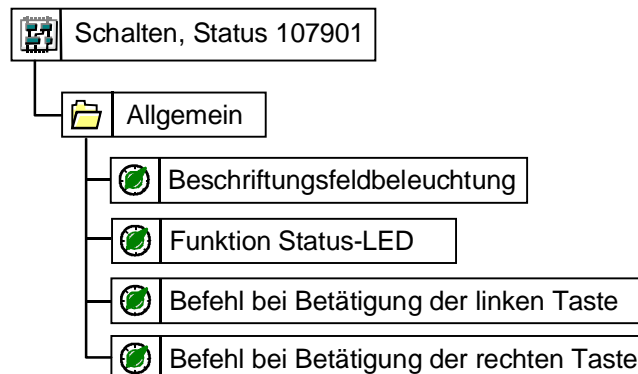 Schalten, Status 107901
Allgemein
Beschriftungsfeldbeleuchtung
Funktion Status-LED
Befehl bei Betätigung der linken Taste
Befehl bei Betätigung der rechten Taste